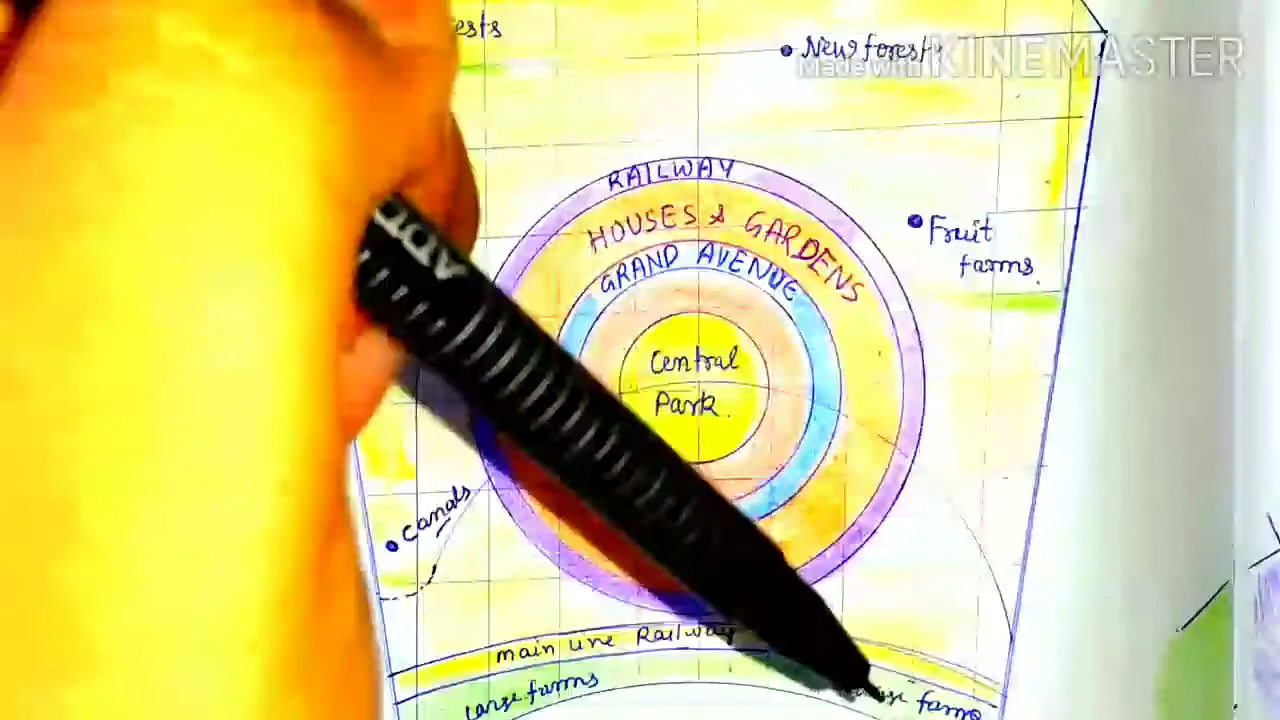 ests
New forests
Made with KINEMASTER
RAILWAY
HOUSES & GARDENS
Fruit
farms.
GRAND AVENUE
Central
Park.
canals
main line Railway
Large farms
farms